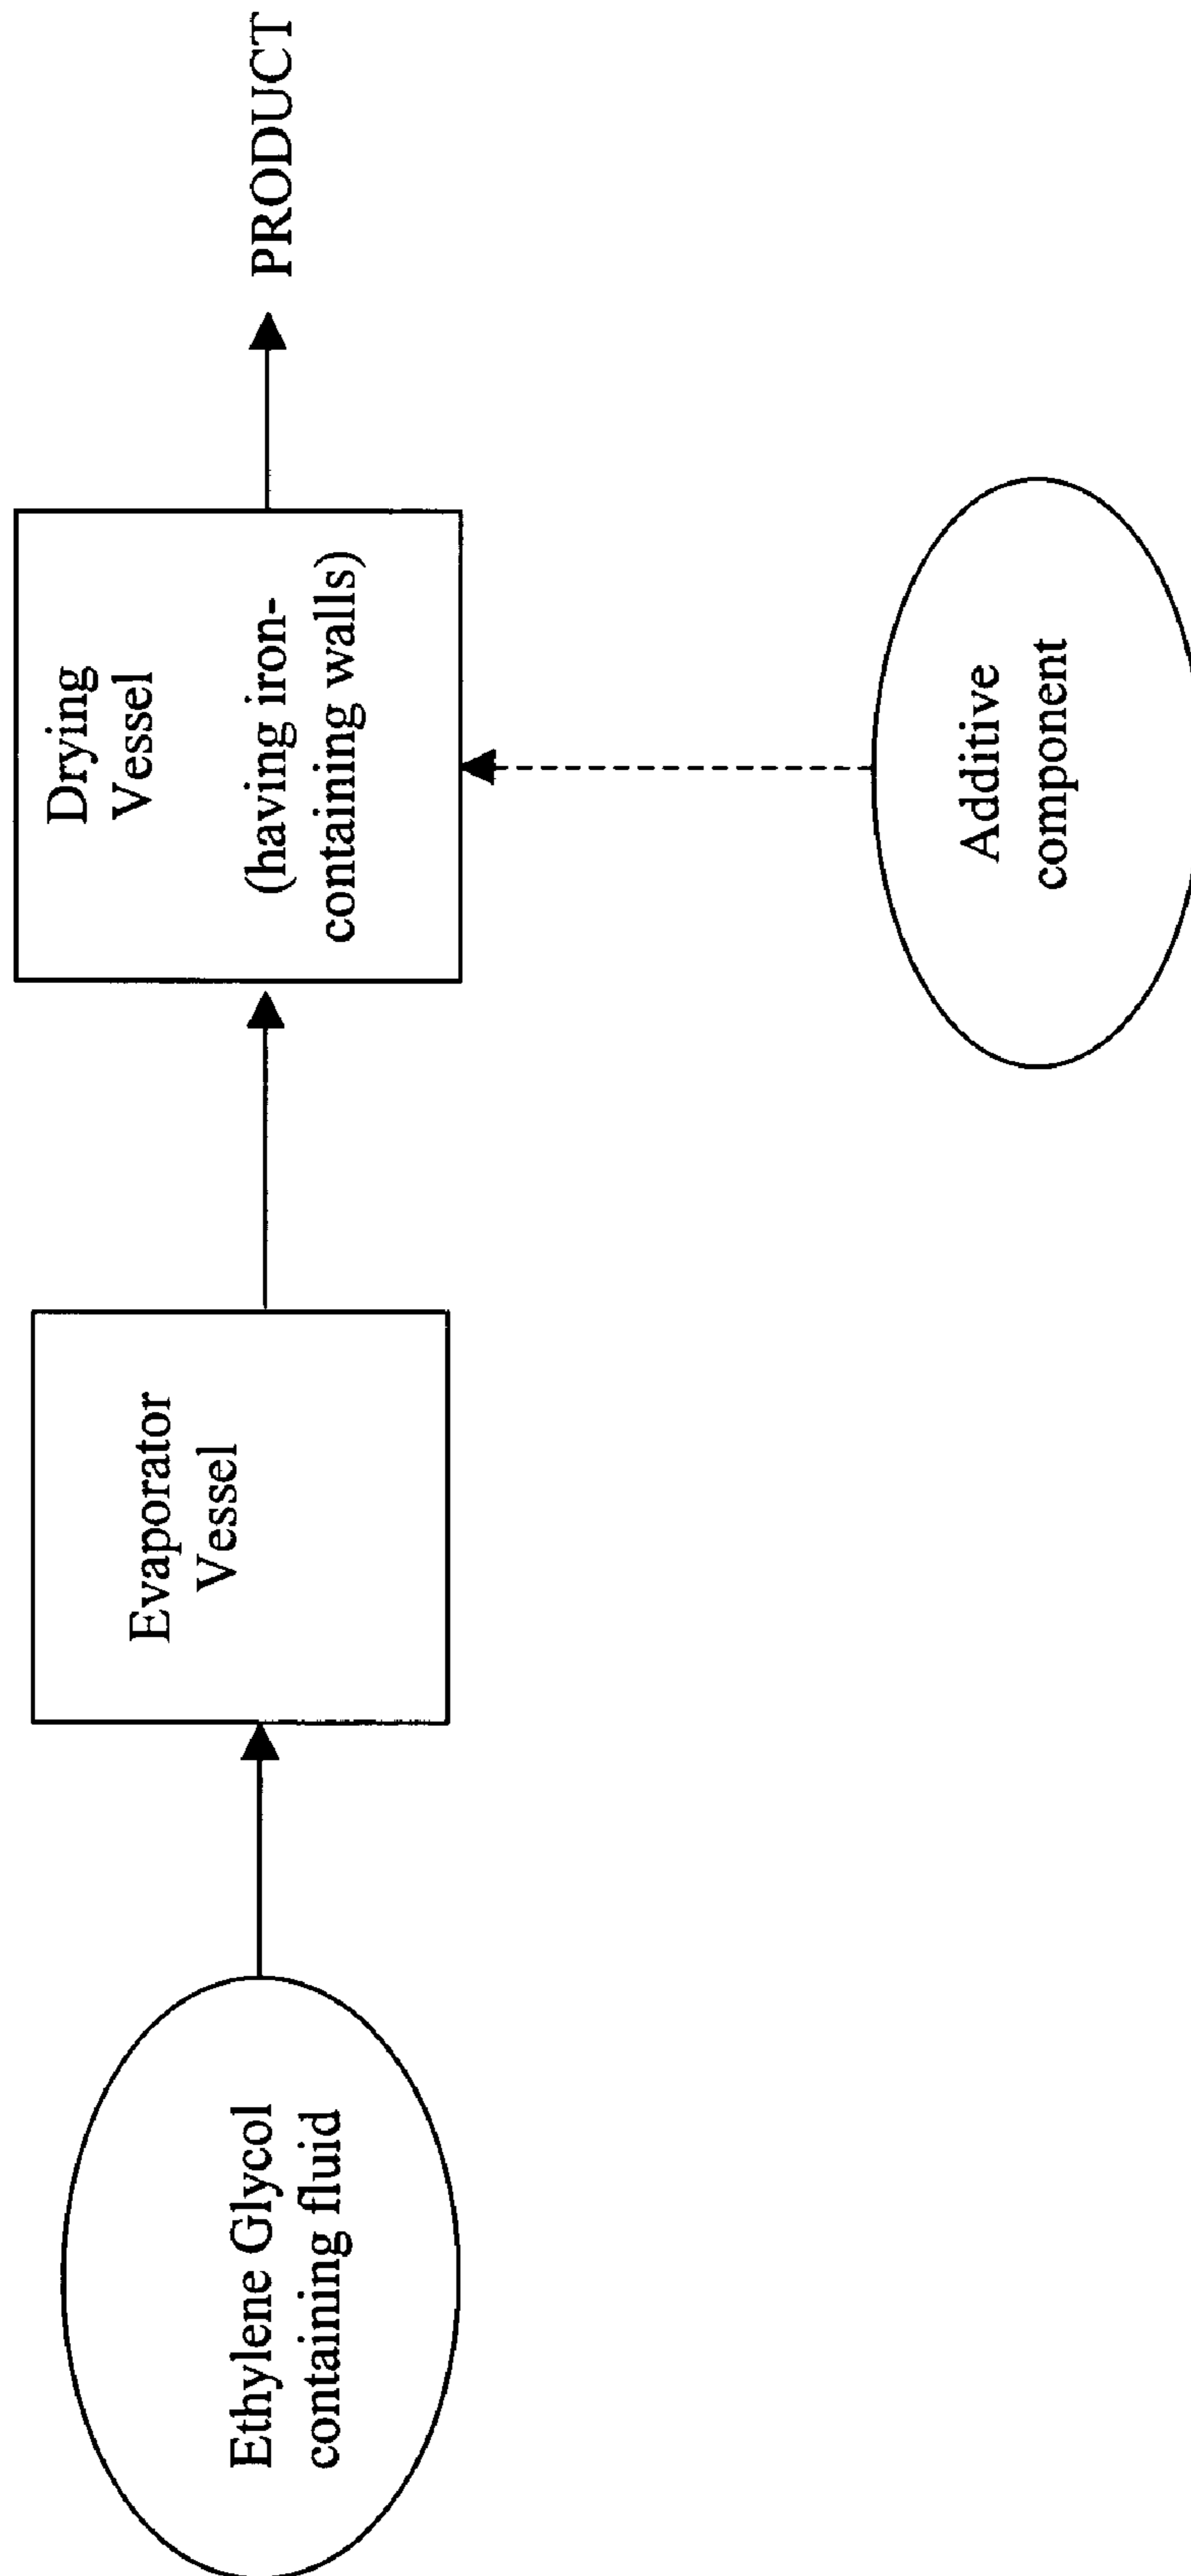 Ethylene Glycol
containing fluid
Evaporator
Vessel
Drying
Vessel
(having iron-
containing walls)
PRODUCT
Additive
component